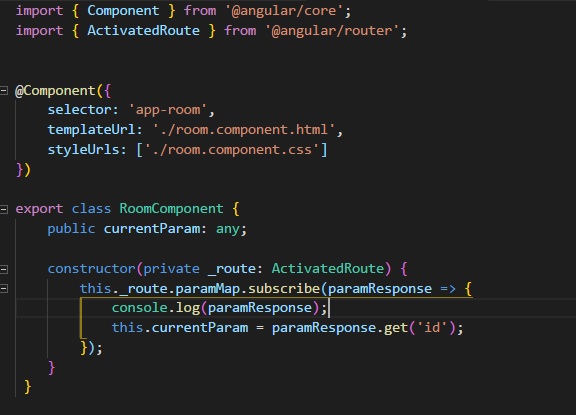 import { Component } from '@angular/core';
import { ActivatedRoute } from '@angular/router';
@Component({
    selector: 'app-room',
    templateUrl: './room.component.html',
    styleUrls: ['./room.component.css']
})
export class RoomComponent {
    public currentParam: any;
    constructor(private _route: ActivatedRoute) {
        this._route.paramMap.subscribe(paramResponse => {
            console.log(paramResponse);
            this.currentParam = paramResponse.get('id');
        });
    }
}